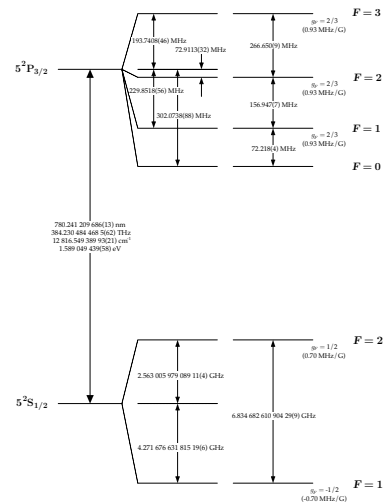 F = 3
g_F = 2/3
(0.93 MHz/G)
193.7408(46) MHz
72.9113(32) MHz
266.650(9) MHz
5²P₃/₂
F = 2
g_F = 2/3
(0.93 MHz/G)
229.8518(56) MHz
302.0738(88) MHz
156.947(7) MHz
F = 1
g_F = 2/3
(0.93 MHz/G)
72.218(4) MHz
F = 0
780.241 209 686(13) nm
384.230 484 468 5(62) THz
12 816.549 389 93(21) cm⁻¹
1.589 049 439(58) eV
F = 2
g_F = 1/2
(0.70 MHz/G)
2.563 005 979 089 11(4) GHz
5²S₁/₂
6.834 682 610 904 29(9) GHz
4.271 676 631 815 19(6) GHz
F = 1
g_F = -1/2
(-0.70 MHz/G)